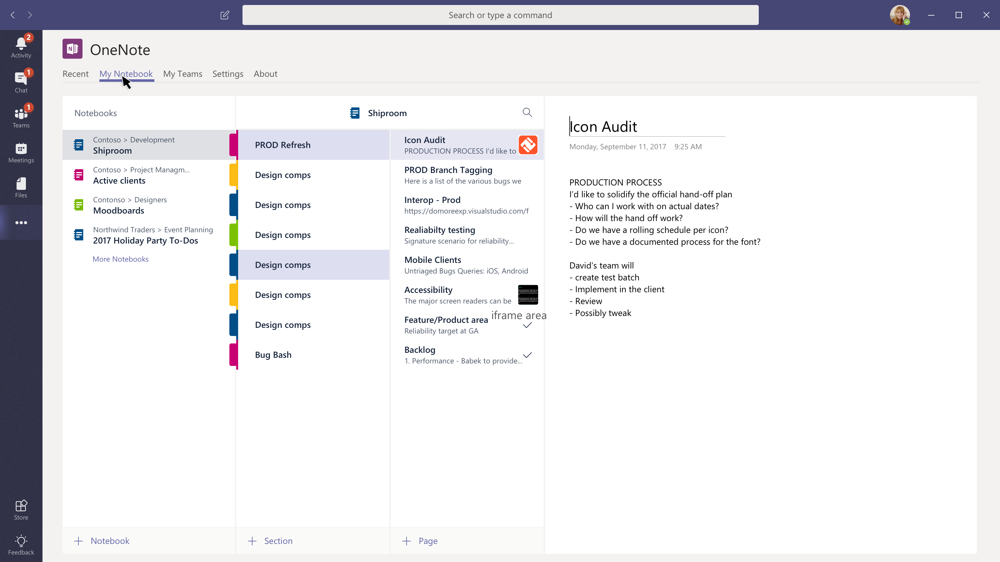 Search or type a command
2
Activity
1
Chat
1
Teams
Meetings
Files
Store
Feedback
N
OneNote
Recent My Notebook My Teams Settings About
Notebooks
Contoso > Development
Shiproom
Contoso > Project Managm...
Active clients
Contonso > Designers
Moodboards
Northwind Traders > Event Planning
2017 Holiday Party To-Dos
More Notebooks
+ Notebook
Shiproom
PROD Refresh
Design comps
Design comps
Design comps
Design comps
Design comps
Design comps
Bug Bash
+ Section
Icon Audit
PRODUCTION PROCESS I'd like to
PROD Branch Tagging
Here is a list of the various bugs we
Interop - Prod
https://domoreexp.visualstudio.com/f
Realiabilty testing
Signature scenario for reliability...
Mobile Clients
Untriaged Bugs Queries: iOS, Android
Accessibility
The major screen readers can be
iframe area
Feature/Product area
Reliability target at GA
Backlog
1. Performance - Babek to provide...
+ Page
Icon Audit
Monday, September 11, 2017 9:25 AM
PRODUCTION PROCESS
I’d like to solidify the official hand-off plan
- Who can I work with on actual dates?
- How will the hand off work?
- Do we have a rolling schedule per icon?
- Do we have a documented process for the font?
David’s team will
- create test batch
- Implement in the client
- Review
- Possibly tweak